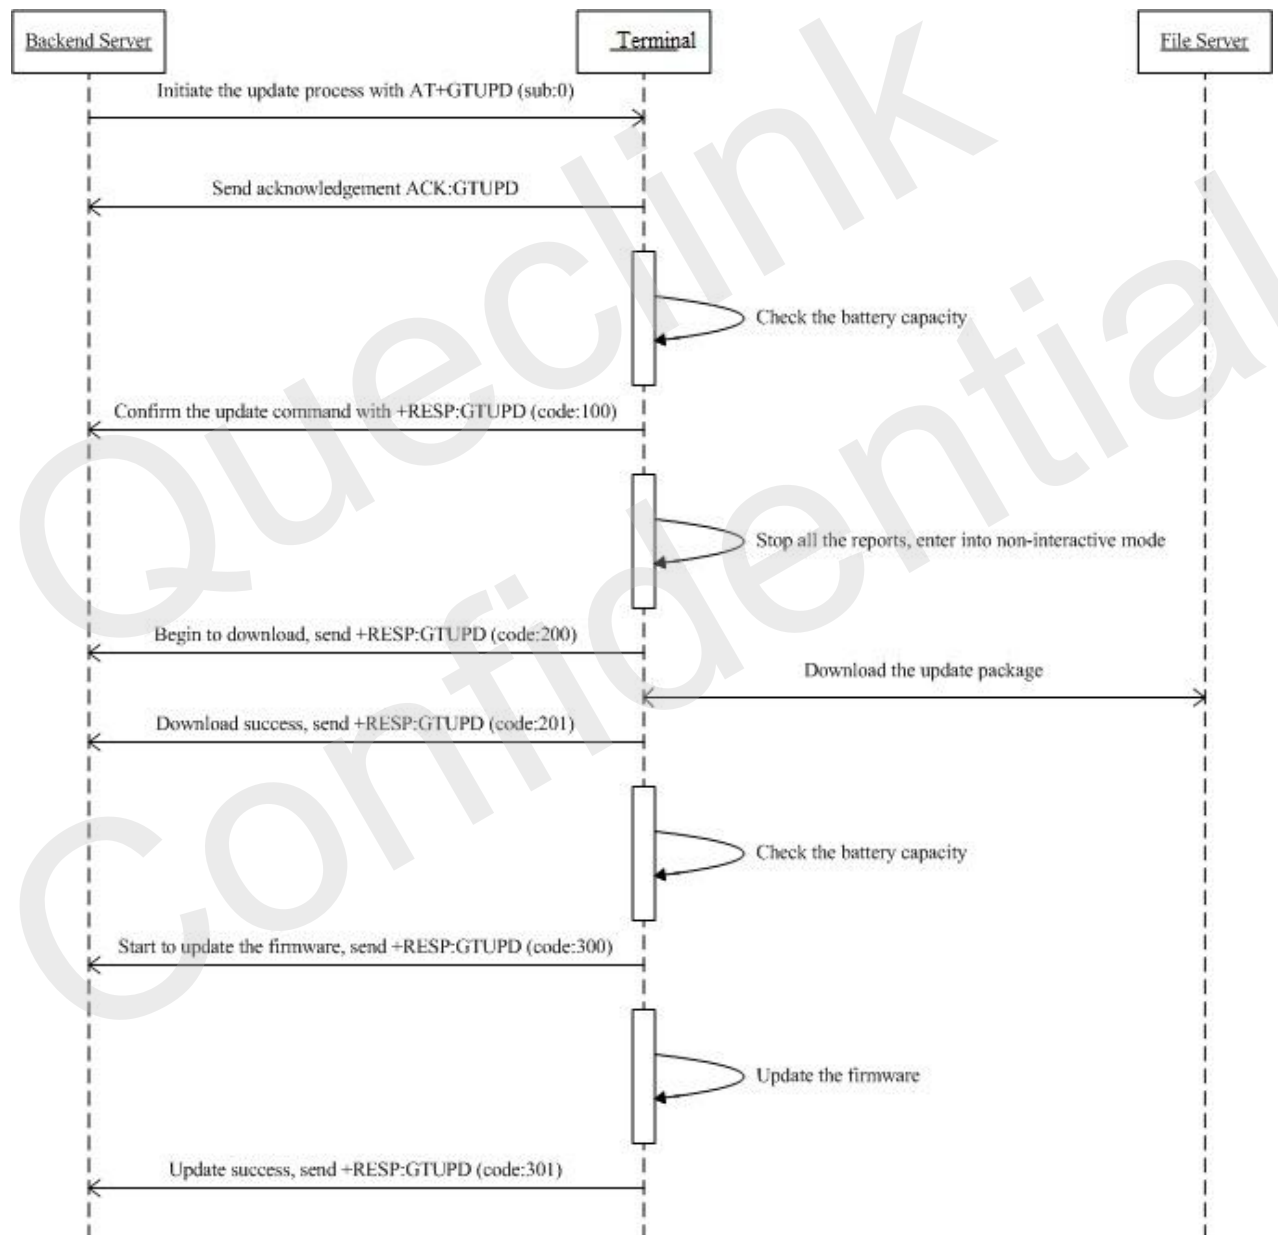 Backend Server
Terminal
File Server
Initiate the update process with AT+GTUPD (sub:0)
Send acknowledgement ACK:GTUPD
Check the battery capacity
Confirm the update command with +RESP:GTUPD (code:100)
Stop all the reports, enter into non-interactive mode
Begin to download, send +RESP:GTUPD (code:200)
Download the update package
Download success, send +RESP:GTUPD (code:201)
Check the battery capacity
Start to update the firmware, send +RESP:GTUPD (code:300)
Update the firmware
Update success, send +RESP:GTUPD (code:301)
Queclink
Confidential